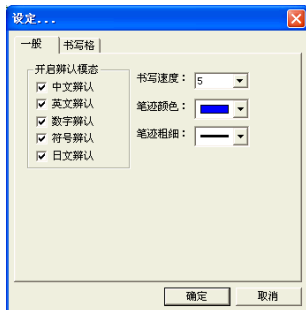 设定...
一般 书写格
开启辨认模态
中文辨认
英文辨认
数字辨认
符号辨认
日文辨认
书写速度： 5
笔迹颜色：
笔迹粗细：
确定 取消